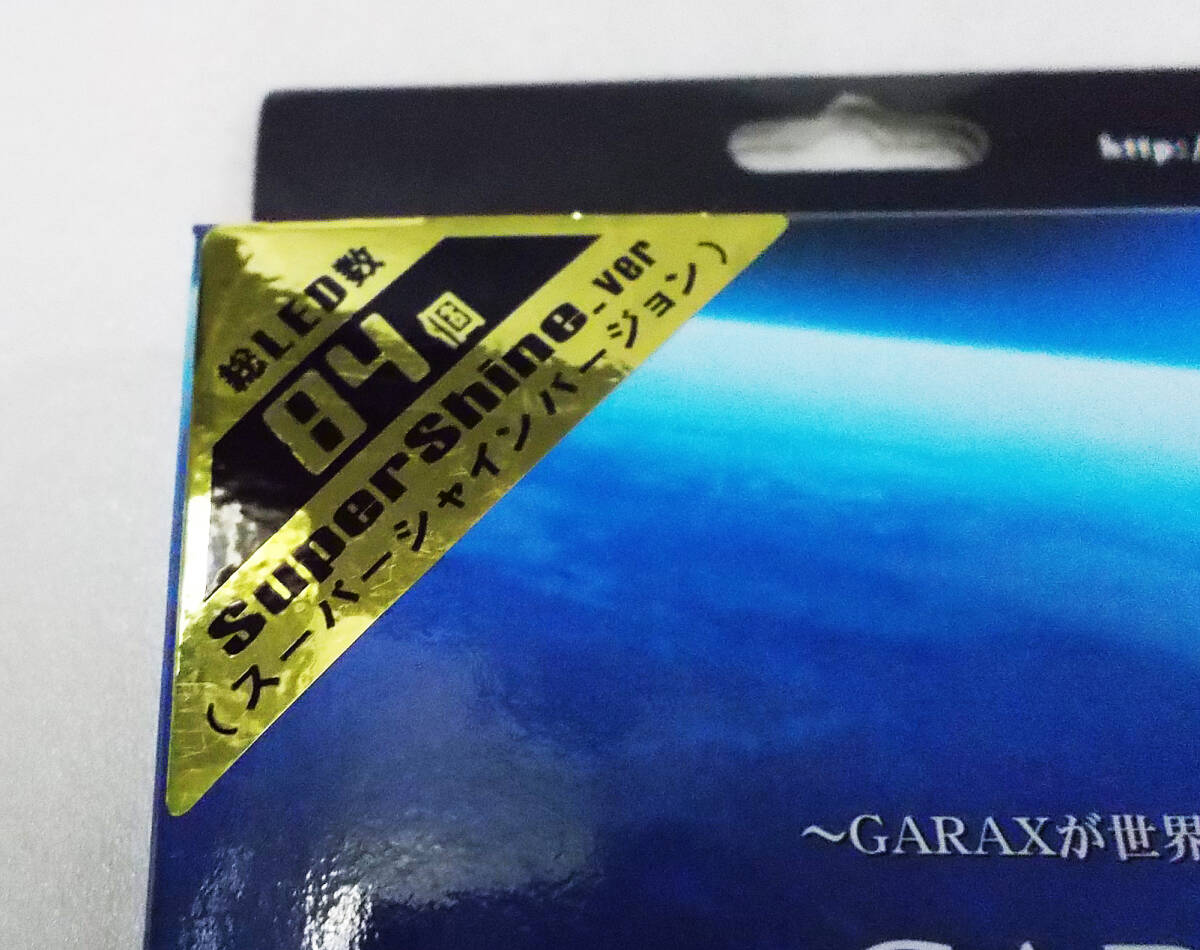 http:/
総LED数
84個
SuperShine_ver
(スーパーシャインバージョン)
~GARAXが世界